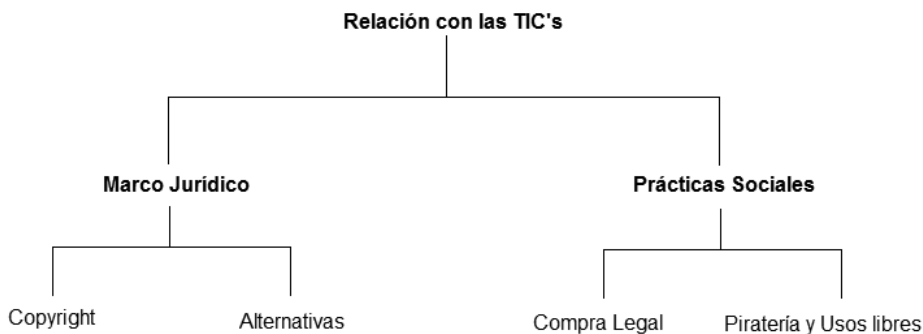 Relación con las TIC's
Marco Jurídico
Prácticas Sociales
Copyright
Alternativas
Compra Legal
Piratería y Usos libres